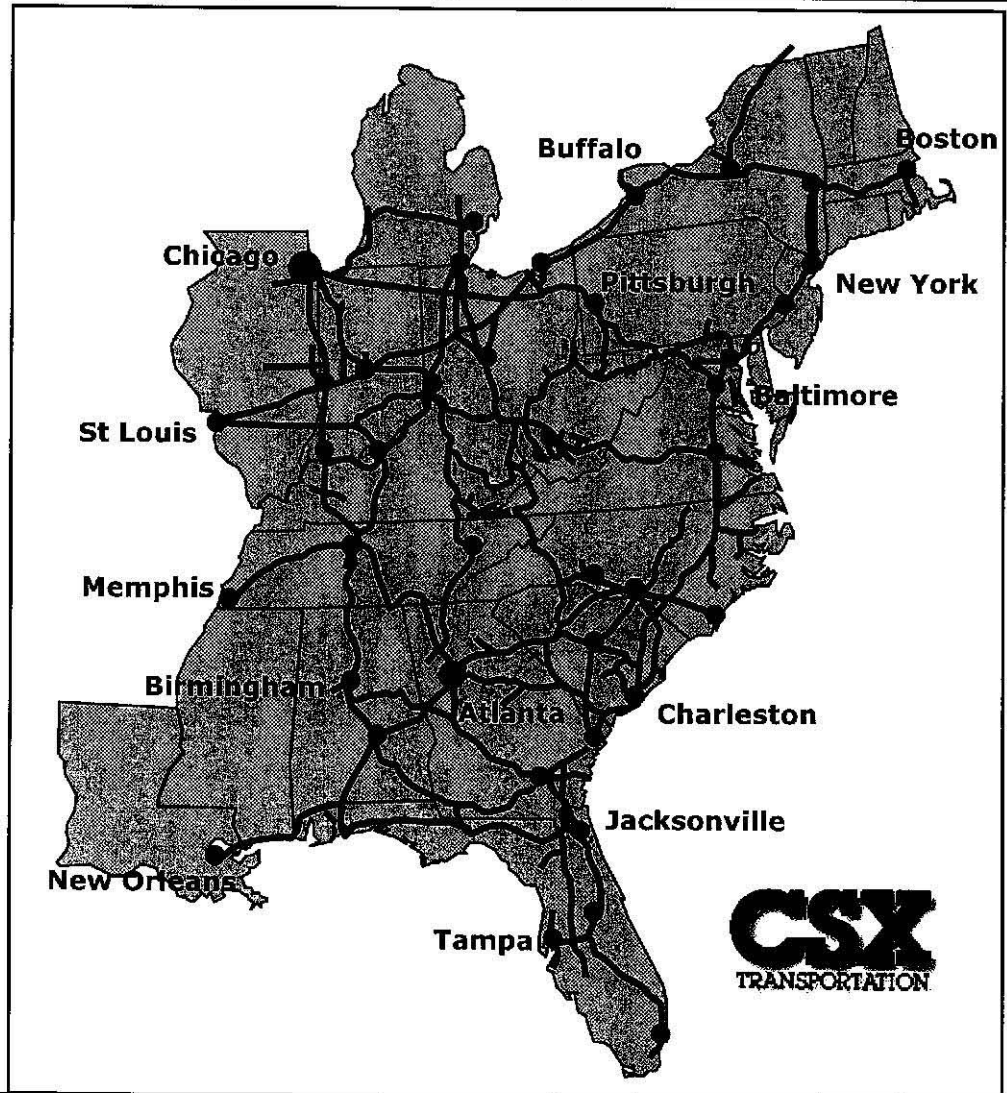 Buffalo
Boston
Chicago
Pittsburgh
New York
Baltimore
St Louis
Memphis
Birmingham
Atlanta
Charleston
Jacksonville
New Orleans
Tampa
CSX
TRANSPORTATION